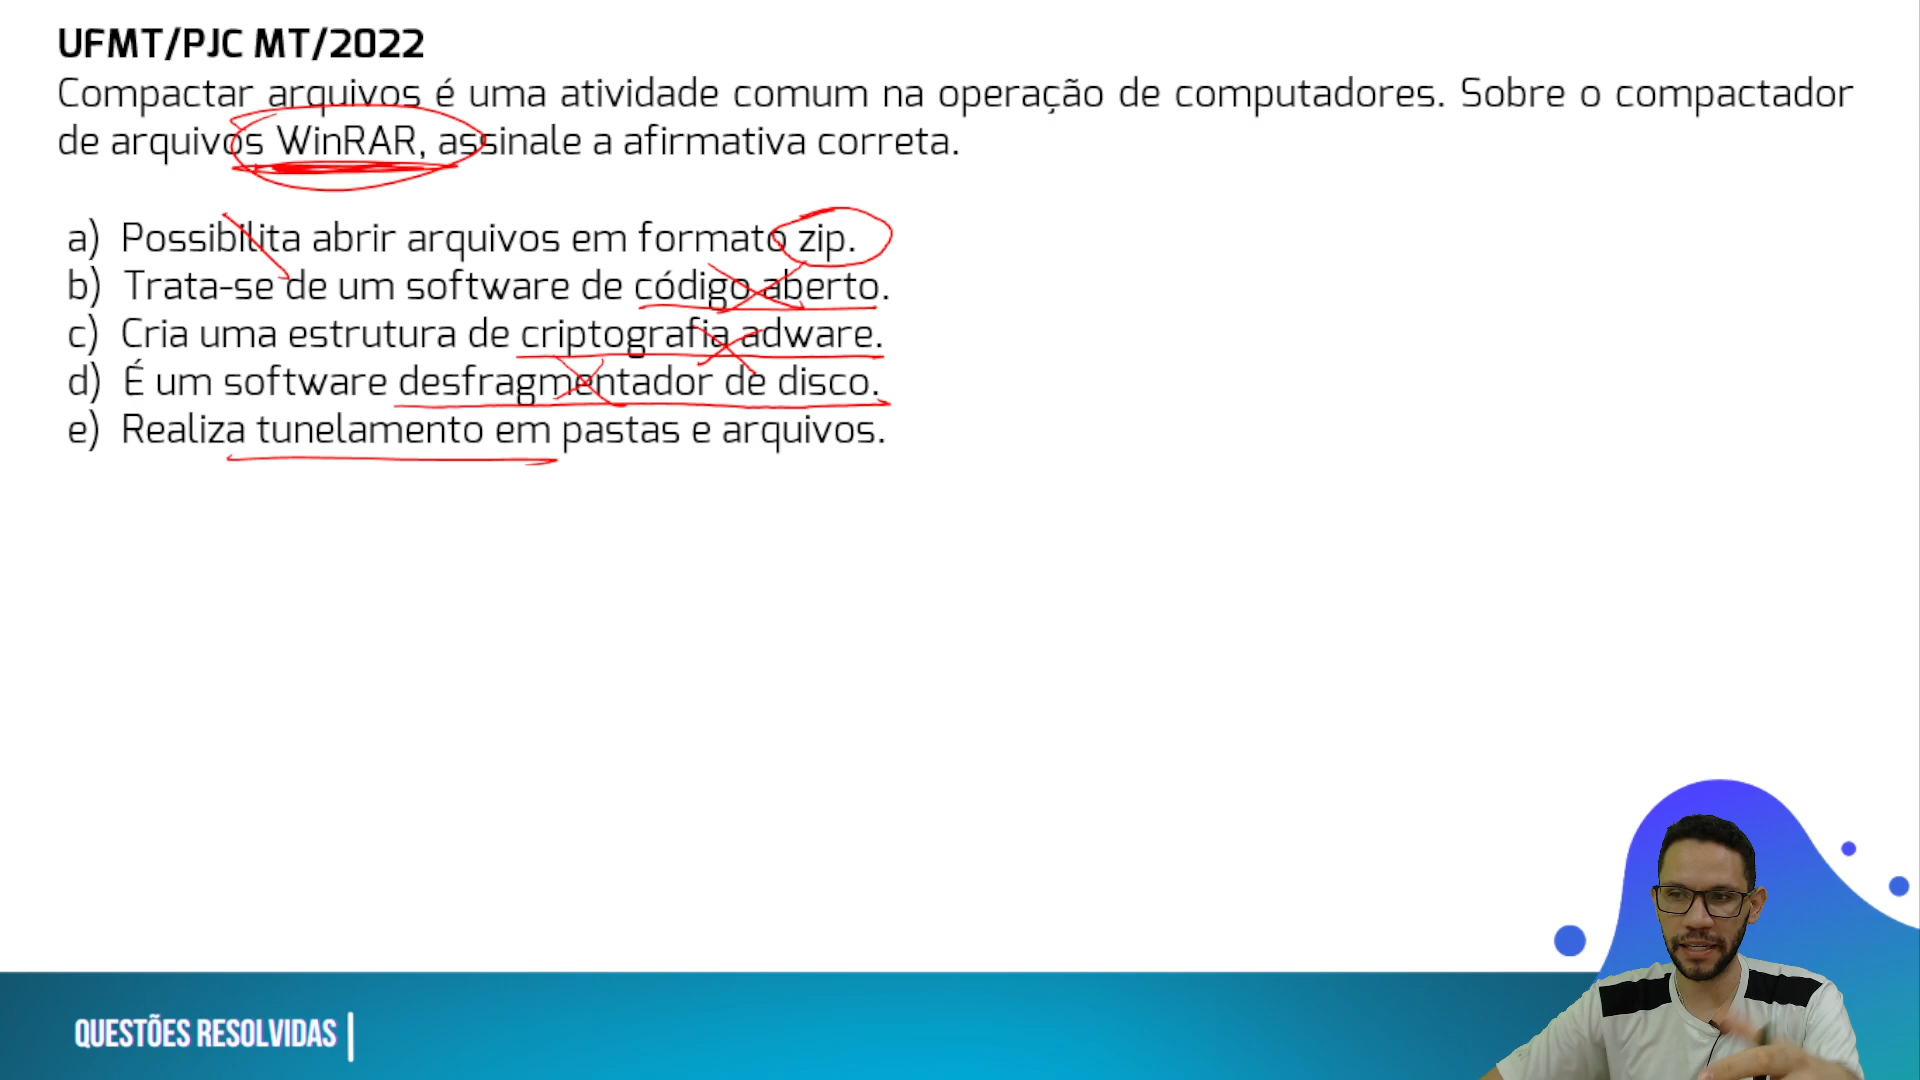 UFMT/PJC MT/2022
Compactar arquivos é uma atividade comum na operação de computadores. Sobre o compactador
de arquivos WinRAR, assinale a afirmativa correta.
a) Possibilita abrir arquivos em formato zip.
b) Trata-se de um software de código aberto.
c) Cria uma estrutura de criptografia adware.
d) É um software desfragmentador de disco.
e) Realiza tunelamento em pastas e arquivos.
QUESTÕES RESOLVIDAS